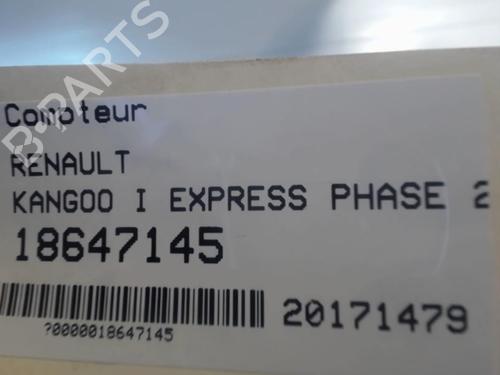 Compteur
RENAULT
KANGOO I EXPRESS PHASE 2
18647145
20171479
?0000018647145
B-PARTS